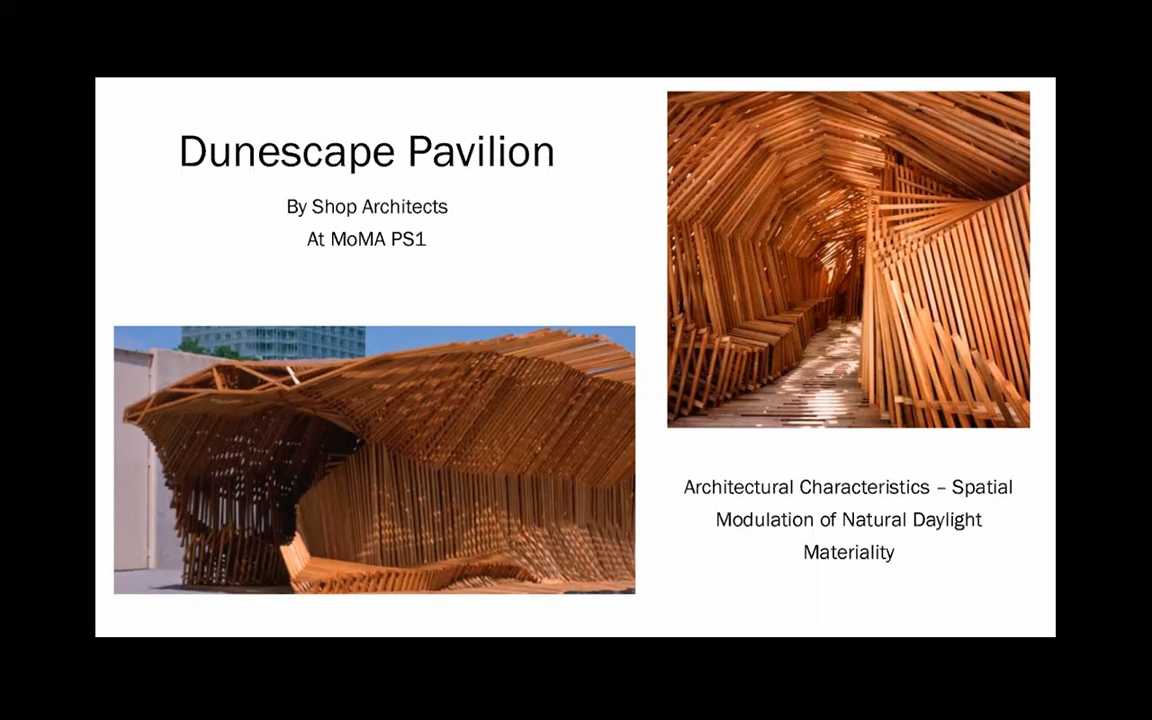 Dunescape Pavilion
By Shop Architects
At MoMA PS1
Architectural Characteristics – Spatial
Modulation of Natural Daylight
Materiality